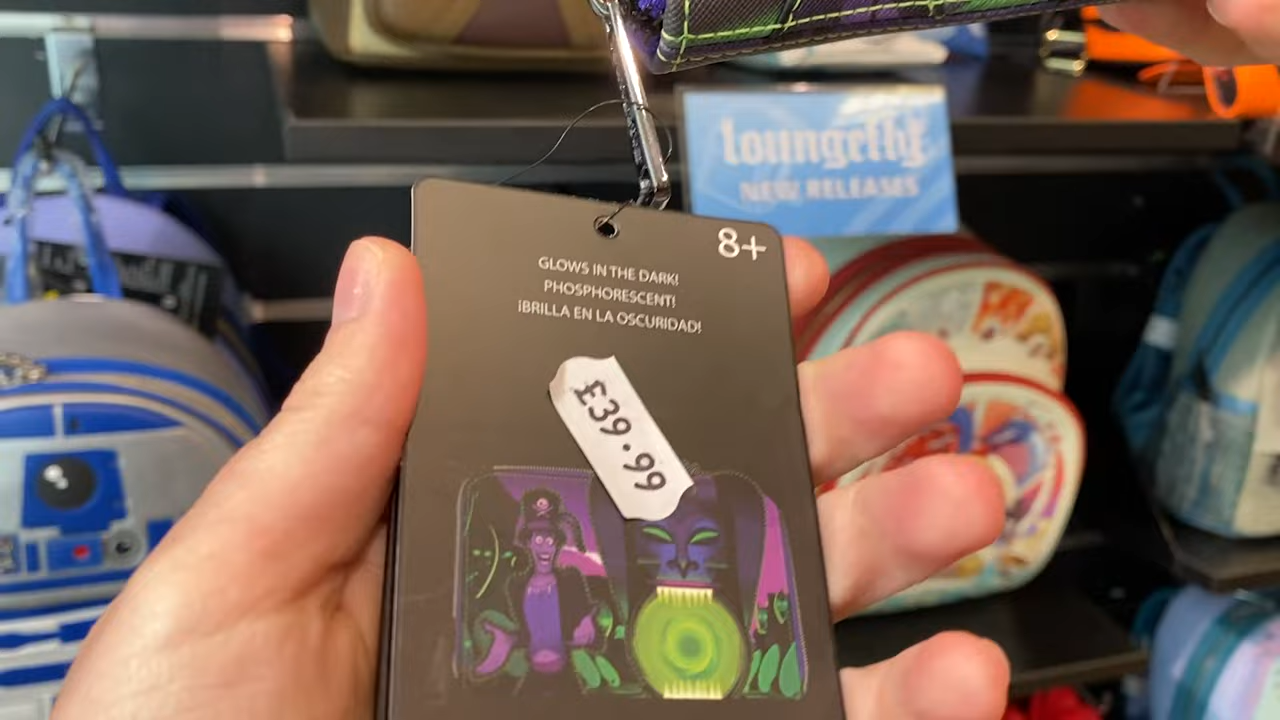 loungefly
NEW RELEASES
8+
GLOWS IN THE DARK!
PHOSPHORESCENT!
¡BRILLA EN LA OSCURIDAD!
£39.99